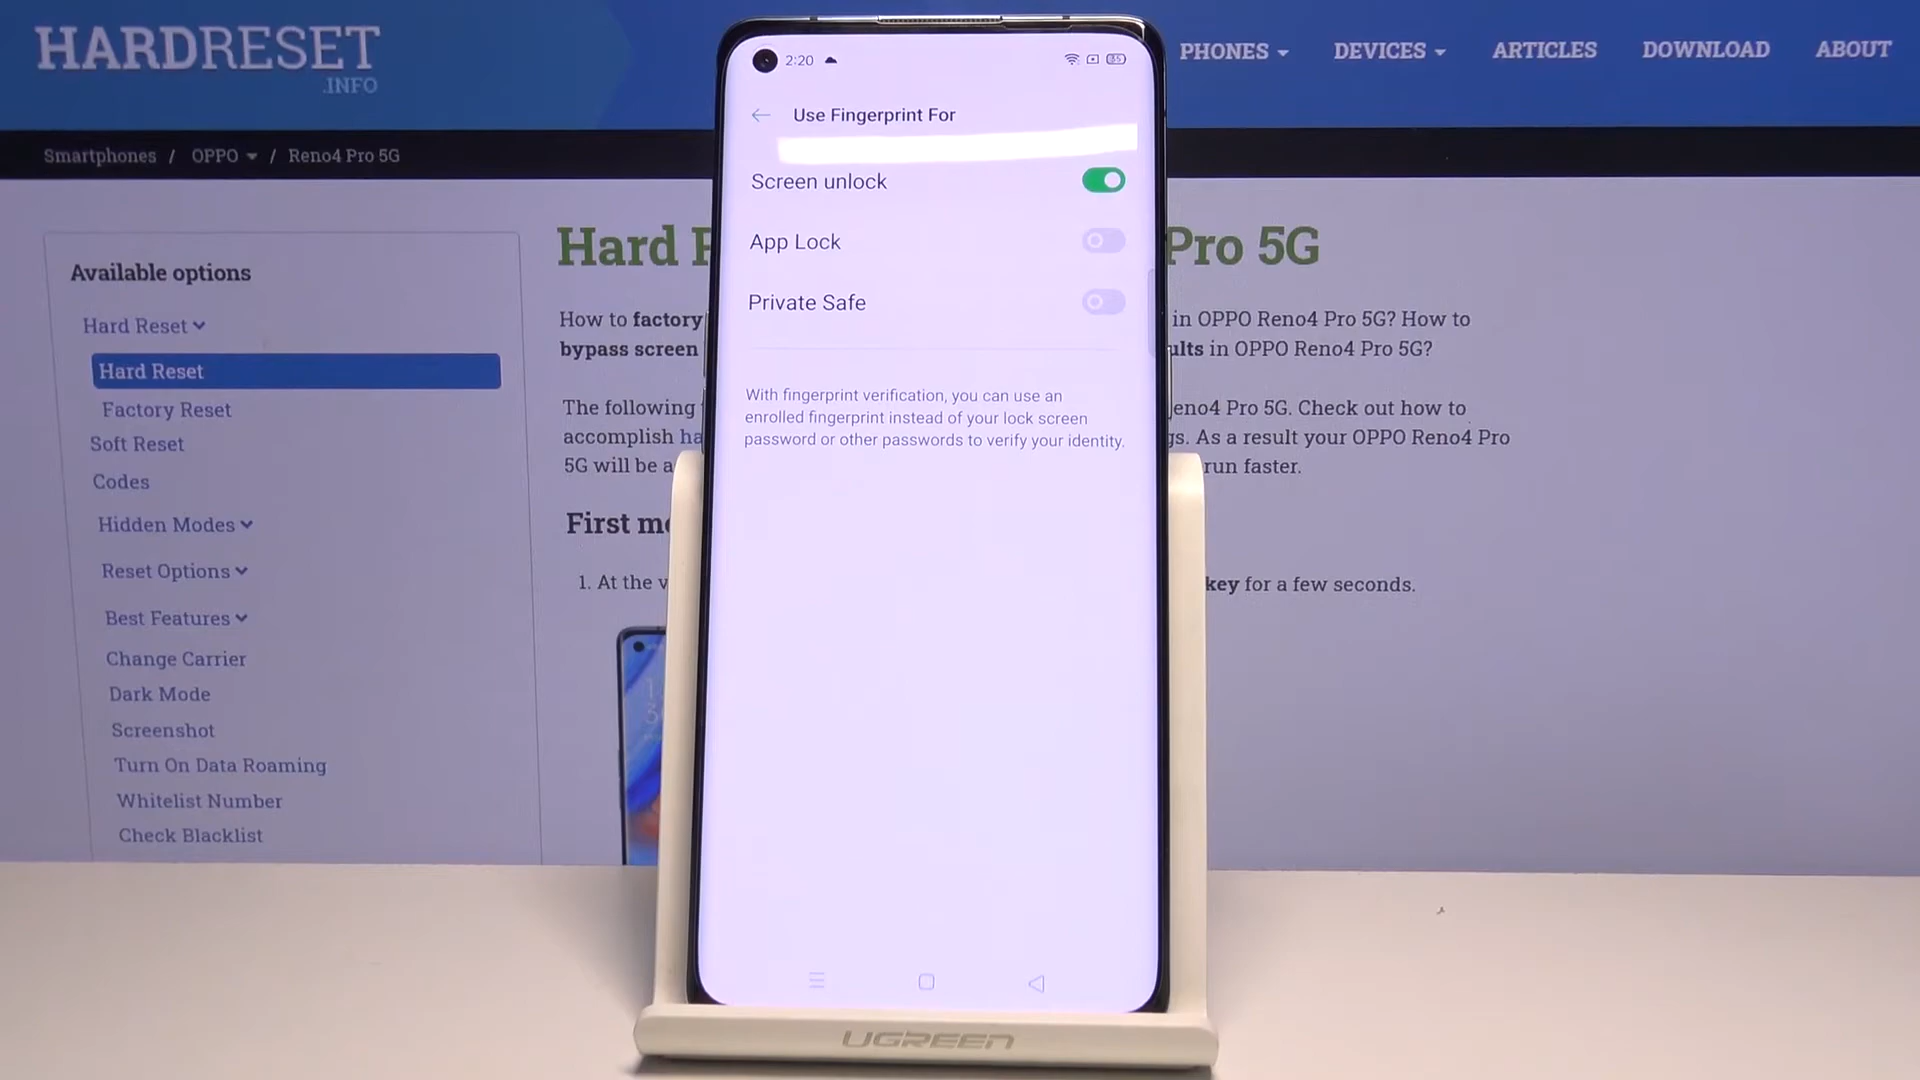 HARDRESET
.INFO
PHONES
DEVICES
ARTICLES
DOWNLOAD
ABOUT
Smartphones / OPPO / Reno4 Pro 5G
Available options
Hard Reset
Hard Reset
Factory Reset
Soft Reset
Codes
Hidden Modes
Reset Options
Best Features
Change Carrier
Dark Mode
Screenshot
Turn On Data Roaming
Whitelist Number
Check Blacklist
Hard Pro 5G
How to factory in OPPO Reno4 Pro 5G? How to
bypass screen in OPPO Reno4 Pro 5G?
The following Pro 5G. Check out how to
accomplish As a result your OPPO Reno4 Pro
5G will be run faster.
First
1. At the key for a few seconds.
2:20
85
Use Fingerprint For
Screen unlock
App Lock
Private Safe
With fingerprint verification, you can use an
enrolled fingerprint instead of your lock screen
password or other passwords to verify your identity.
UGREEN